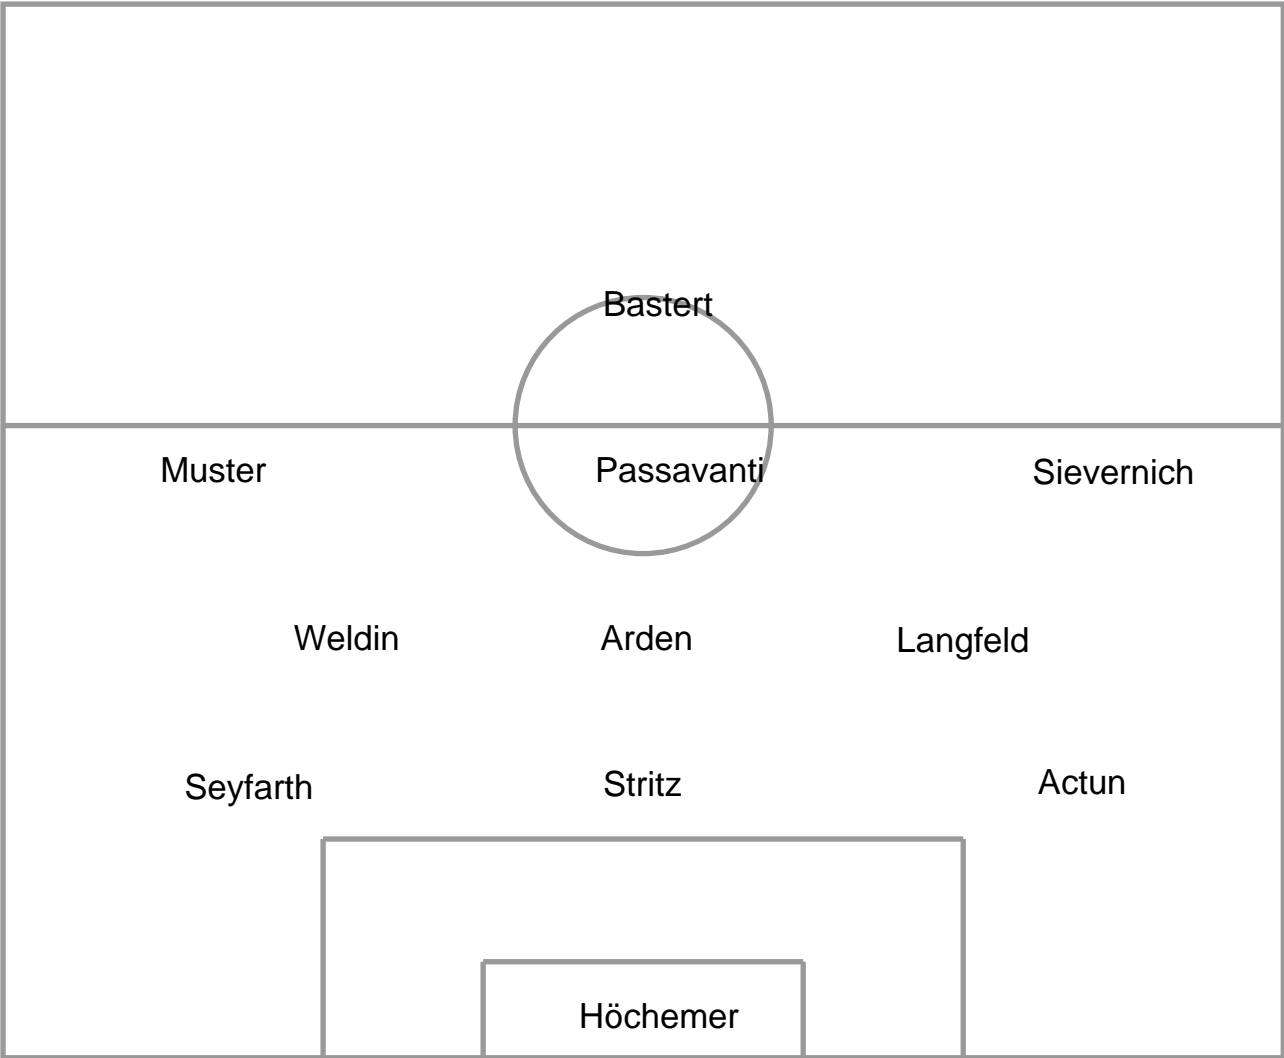 Bastert
Muster Passavanti Sievernich
Weldin Arden Langfeld
Seyfarth Stritz Actun
Höchemer